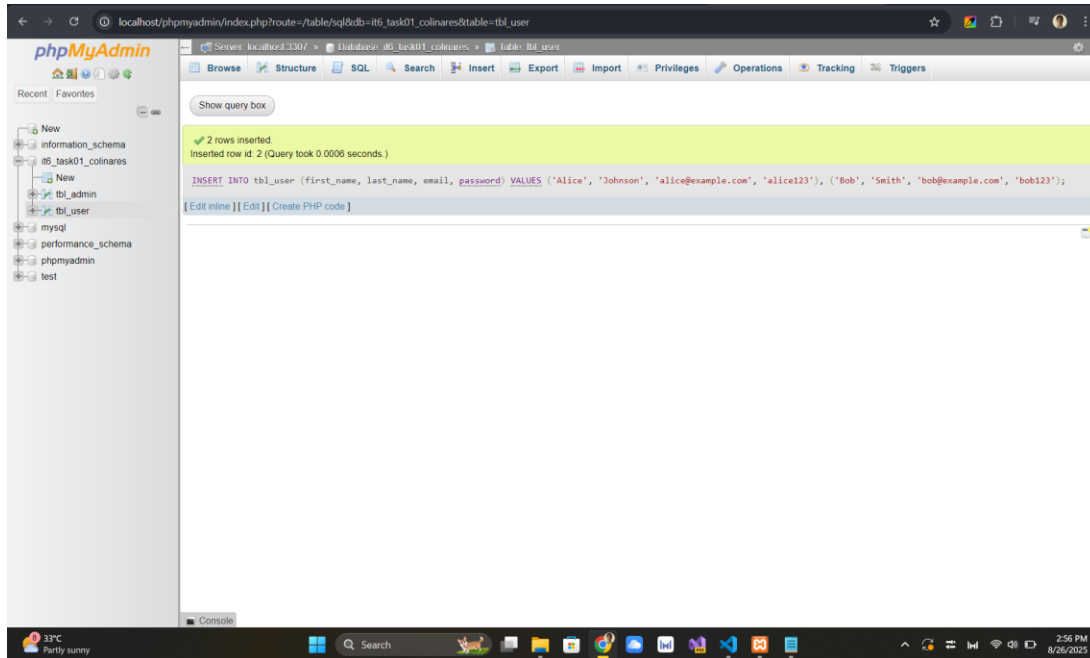 localhost/phpmyadmin/index.php?route=/table/sql&db=it6_task01_colinares&table=tbl_user
phpMyAdmin
Recent Favorites
New
information_schema
it6_task01_colinares
New
tbl_admin
tbl_user
mysql
performance_schema
phpmyadmin
test
Server: localhost:3307 » Database: it6_task01_colinares » Table: tbl_user
Browse Structure SQL Search Insert Export Import Privileges Operations Tracking Triggers
Show query box
2 rows inserted.
Inserted row id: 2 (Query took 0.0006 seconds.)
INSERT INTO tbl_user (first_name, last_name, email, password) VALUES ('Alice', 'Johnson', 'alice@example.com', 'alice123'), ('Bob', 'Smith', 'bob@example.com', 'bob123');
[ Edit inline ] [ Edit ] [ Create PHP code ]
Console
8
33°C
Partly sunny
Search
2:56 PM
8/26/2025